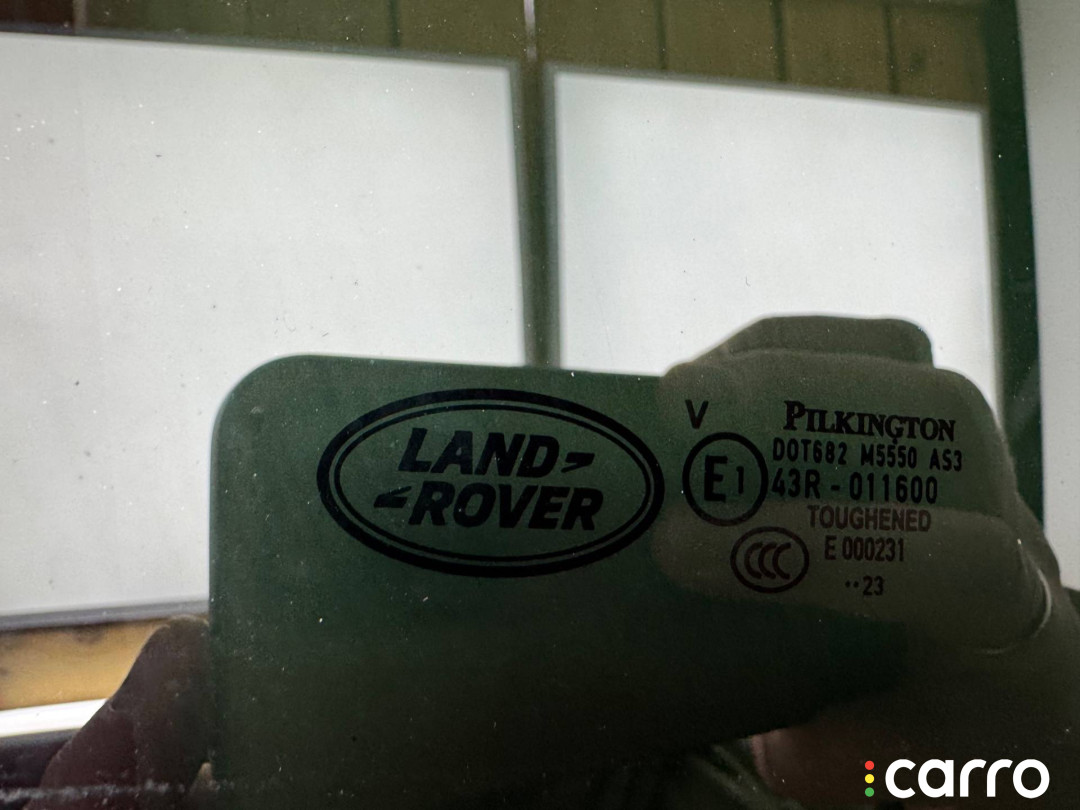 LAND
ROVER
V
E1
PILKINGTON
DOT682 M5550 AS3
43R - 011600
TOUGHENED
E 000231
CCC
··23
carro